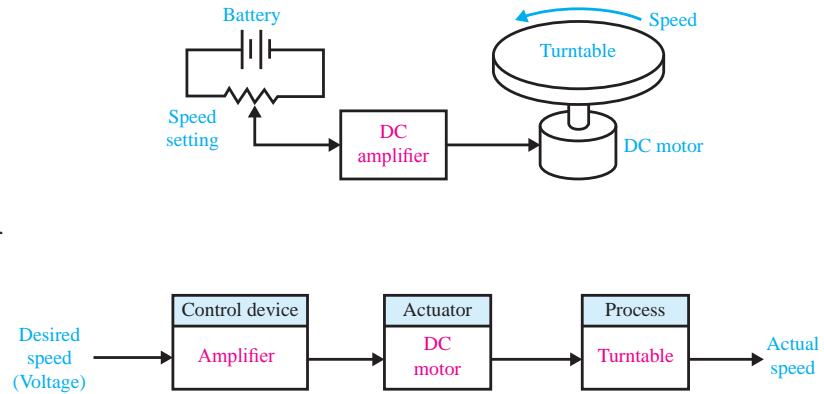 Battery
Speed
Turntable
Speed
setting
DC
amplifier
DC motor
.
Control device
Actuator
Process
Desired
speed
(Voltage)
Amplifier
DC
motor
Turntable
Actual
speed